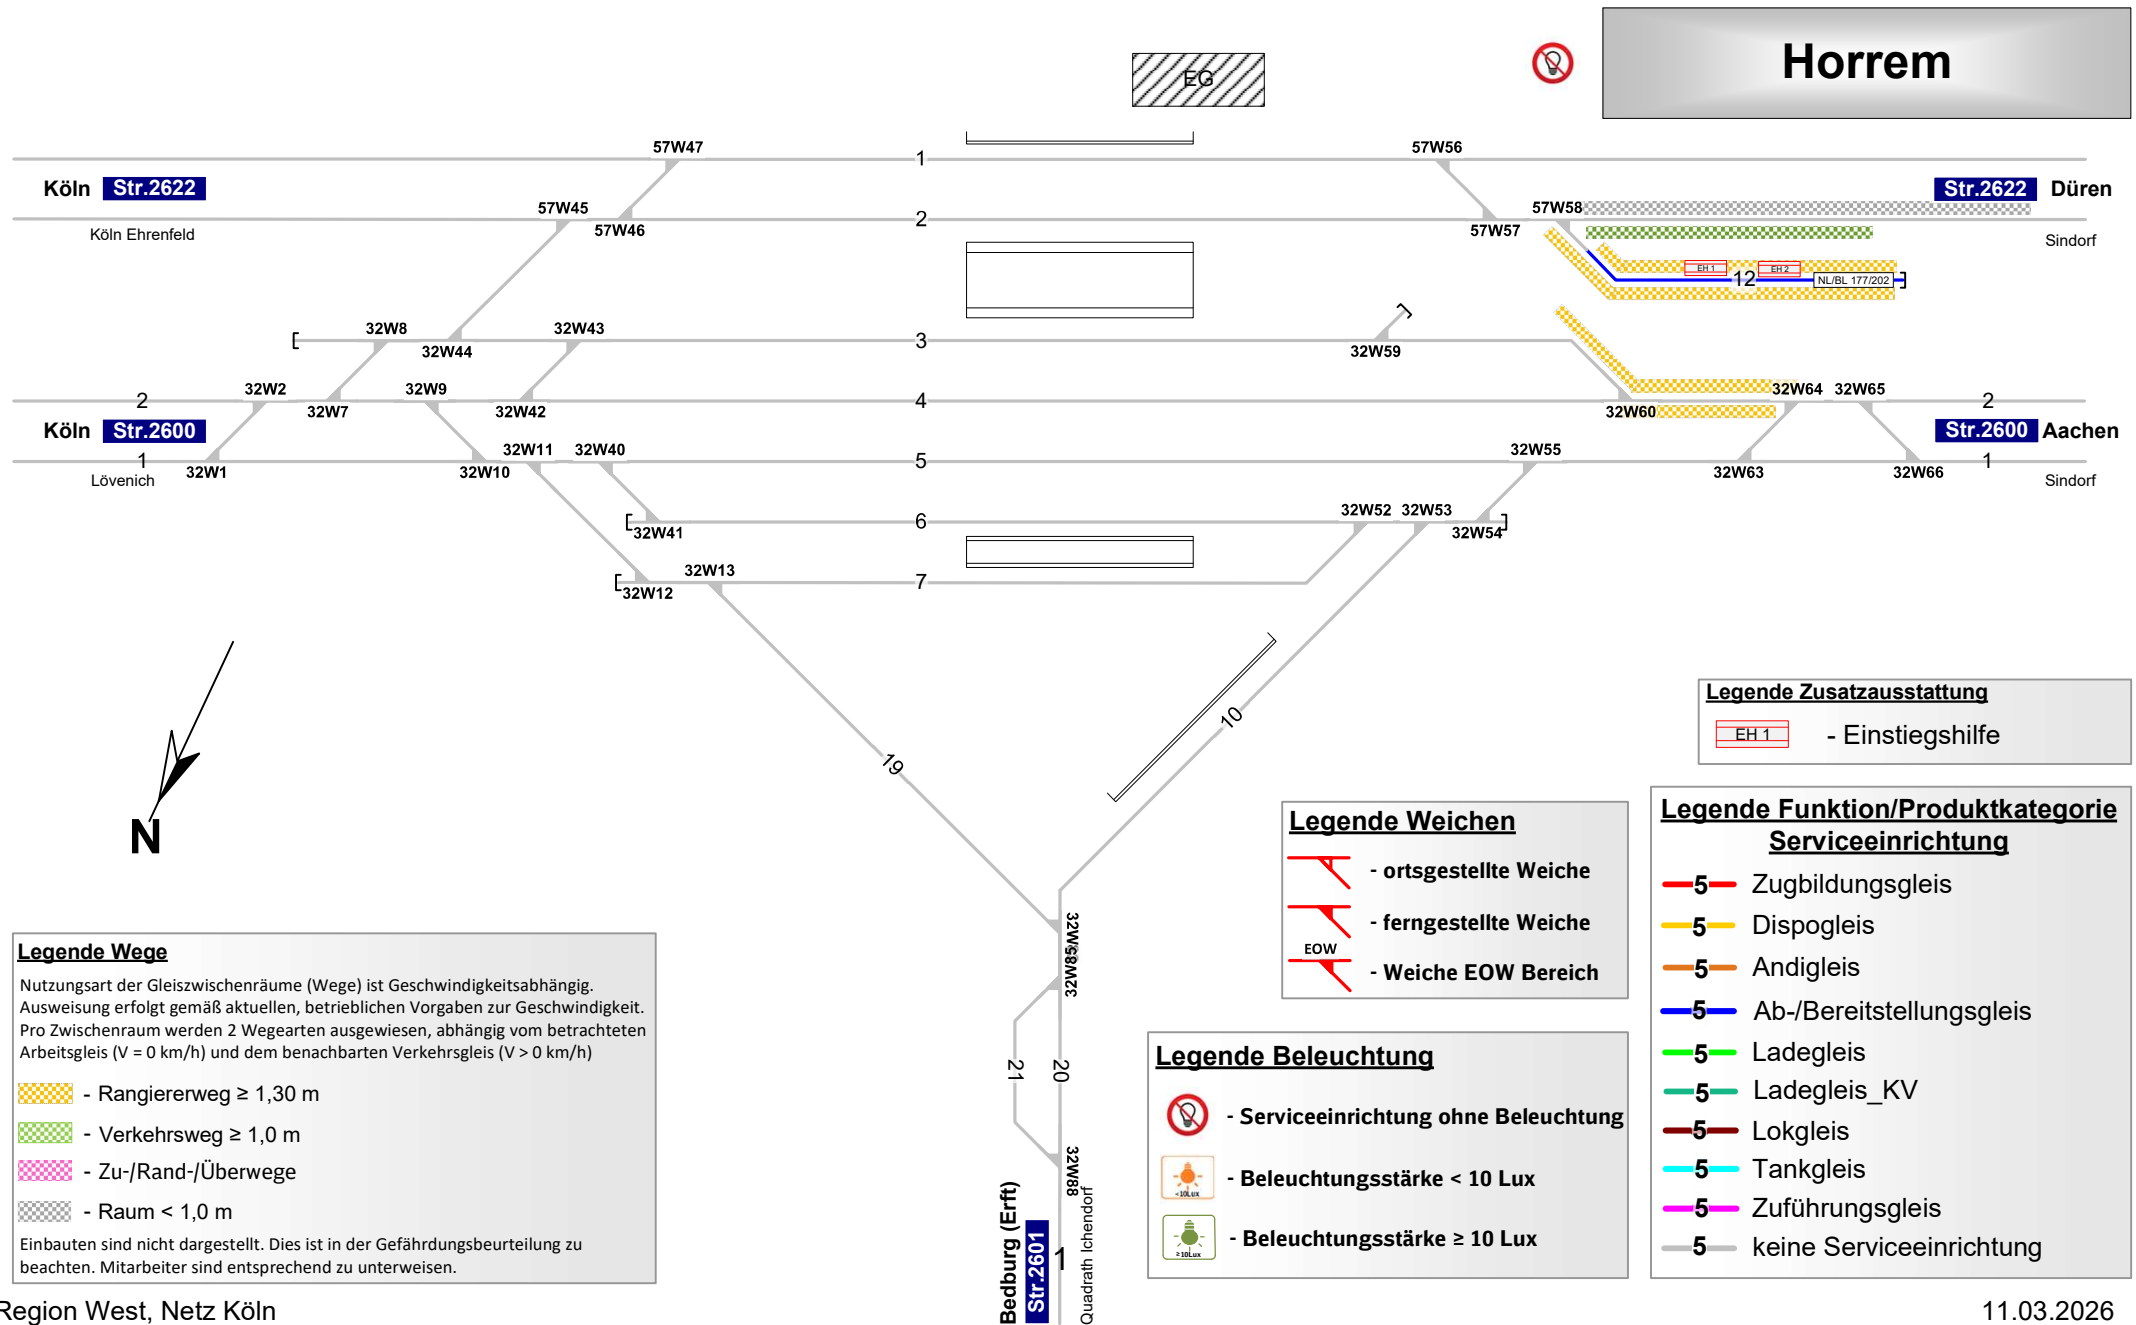 Horrem
EG
57W47
1
57W56
Köln Str.2622
Str.2622 Düren
57W45
57W46
2
57W57
57W58
Köln Ehrenfeld
Sindorf
EH 1
EH 2
12
NL/BL 177/202
32W8
32W44
32W43
3
32W59
2
32W2
32W7
32W9
32W42
4
32W60
32W64
32W65
2
Köln Str.2600
Str.2600 Aachen
1
32W1
32W10
32W11
32W40
5
32W55
32W63
32W66
1
Lövenich
Sindorf
32W41
6
32W52
32W53
32W54
32W12
32W13
7
N
19
10
32W85
32W86
21
20
32W88
Bedburg (Erft)
Str.2601
1
Quadrath Ichendorf
Legende Zusatzausstattung
EH 1 - Einstiegshilfe
Legende Weichen
- ortsgestellte Weiche
- ferngestellte Weiche
EOW
- Weiche EOW Bereich
Legende Funktion/Produktkategorie
Serviceeinrichtung
5 Zugbildungsgleis
5 Dispogleis
5 Andigleis
5 Ab-/Bereitstellungsgleis
5 Ladegleis
5 Ladegleis_KV
5 Lokgleis
5 Tankgleis
5 Zuführungsgleis
5 keine Serviceeinrichtung
Legende Beleuchtung
- Serviceeinrichtung ohne Beleuchtung
<10Lux - Beleuchtungsstärke < 10 Lux
≥10Lux - Beleuchtungsstärke ≥ 10 Lux
Legende Wege
Nutzungsart der Gleiszwischenräume (Wege) ist Geschwindigkeitsabhängig.
Ausweisung erfolgt gemäß aktuellen, betrieblichen Vorgaben zur Geschwindigkeit.
Pro Zwischenraum werden 2 Wegearten ausgewiesen, abhängig vom betrachteten
Arbeitsgleis (V = 0 km/h) und dem benachbarten Verkehrsgleis (V > 0 km/h)
- Rangiererweg ≥ 1,30 m
- Verkehrsweg ≥ 1,0 m
- Zu-/Rand-/Überwege
- Raum < 1,0 m
Einbauten sind nicht dargestellt. Dies ist in der Gefährdungsbeurteilung zu
beachten. Mitarbeiter sind entsprechend zu unterweisen.
Region West, Netz Köln
11.03.2026